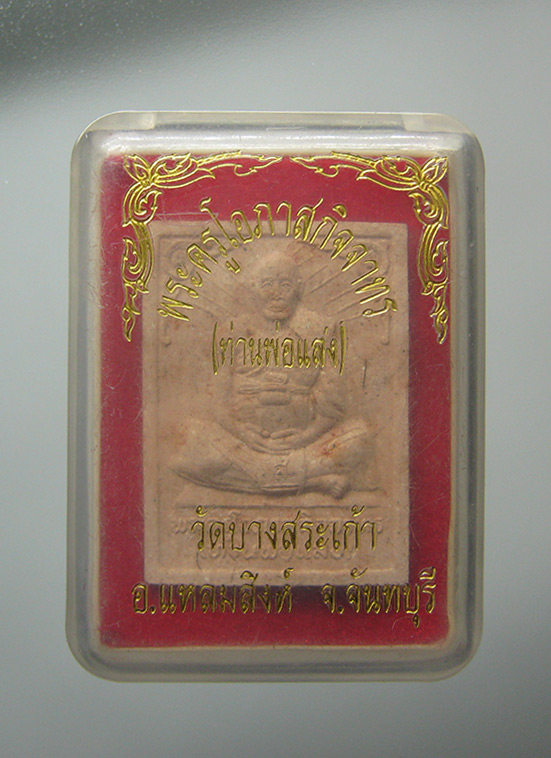 พระครูโอภาสกิจจาทร
(ท่านพ่อแสง)
วัดบางสระเก้า
อ.แหลมสิงห์ จ.จันทบุรี